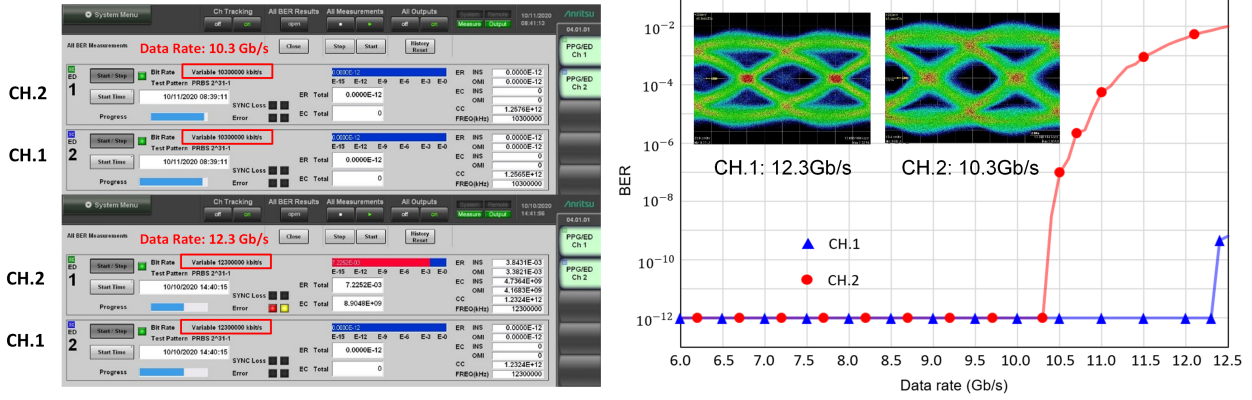 System Menu
Ch Tracking
All BER Results
All Measurements
All Outputs
off on
open
off on
Measure Output
10/11/2020
08:41:13
Anritsu
04.01.01
All BER Measurements
Data Rate: 10.3 Gb/s
Close
Stop Start
History
Reset
PPG/ED
Ch 1
PPG/ED
Ch 2
CH.2
ED
1
Start / Stop
Start Time
Progress
Bit Rate Variable 10300000 kbit/s
Test Pattern PRBS 2^31-1
10/11/2020 08:39:11
SYNC Loss
Error
0.0000E-12
E-15 E-12 E-9 E-6 E-3 E-0
ER Total 0.0000E-12
EC Total 0
ER INS 0.0000E-12
OMI 0.0000E-12
EC INS 0
OMI 0
CC 1.2576E+12
FREQ(kHz) 10300000
CH.1
ED
2
Start / Stop
Start Time
Progress
Bit Rate Variable 10300000 kbit/s
Test Pattern PRBS 2^31-1
10/11/2020 08:39:11
SYNC Loss
Error
0.0000E-12
E-15 E-12 E-9 E-6 E-3 E-0
ER Total 0.0000E-12
EC Total 0
ER INS 0.0000E-12
OMI 0.0000E-12
EC INS 0
OMI 0
CC 1.2565E+12
FREQ(kHz) 10300000
System Menu
Ch Tracking
All BER Results
All Measurements
All Outputs
off on
open
off on
Measure Output
10/10/2020
14:41:56
Anritsu
04.01.01
All BER Measurements
Data Rate: 12.3 Gb/s
Close
Stop Start
History
Reset
PPG/ED
Ch 1
PPG/ED
Ch 2
CH.2
ED
1
Start / Stop
Start Time
Progress
Bit Rate Variable 12300000 kbit/s
Test Pattern PRBS 2^31-1
10/10/2020 14:40:15
SYNC Loss
Error
7.2252E-03
E-15 E-12 E-9 E-6 E-3 E-0
ER Total 7.2252E-03
EC Total 8.9048E+09
ER INS 3.8431E-03
OMI 3.3821E-03
EC INS 4.7364E+09
OMI 4.1683E+09
CC 1.2324E+12
FREQ(kHz) 12300000
CH.1
ED
2
Start / Stop
Start Time
Progress
Bit Rate Variable 12300000 kbit/s
Test Pattern PRBS 2^31-1
10/10/2020 14:40:15
SYNC Loss
Error
0.0000E-12
E-15 E-12 E-9 E-6 E-3 E-0
ER Total 0.0000E-12
EC Total 0
ER INS 0.0000E-12
OMI 0.0000E-12
EC INS 0
OMI 0
CC 1.2324E+12
FREQ(kHz) 12300000
BER
10⁻²
10⁻⁴
10⁻⁶
10⁻⁸
10⁻¹⁰
10⁻¹²
CH.1: 12.3Gb/s
CH.2: 10.3Gb/s
CH.1
CH.2
6.0 6.5 7.0 7.5 8.0 8.5 9.0 9.5 10.0 10.5 11.0 11.5 12.0 12.5
Data rate (Gb/s)